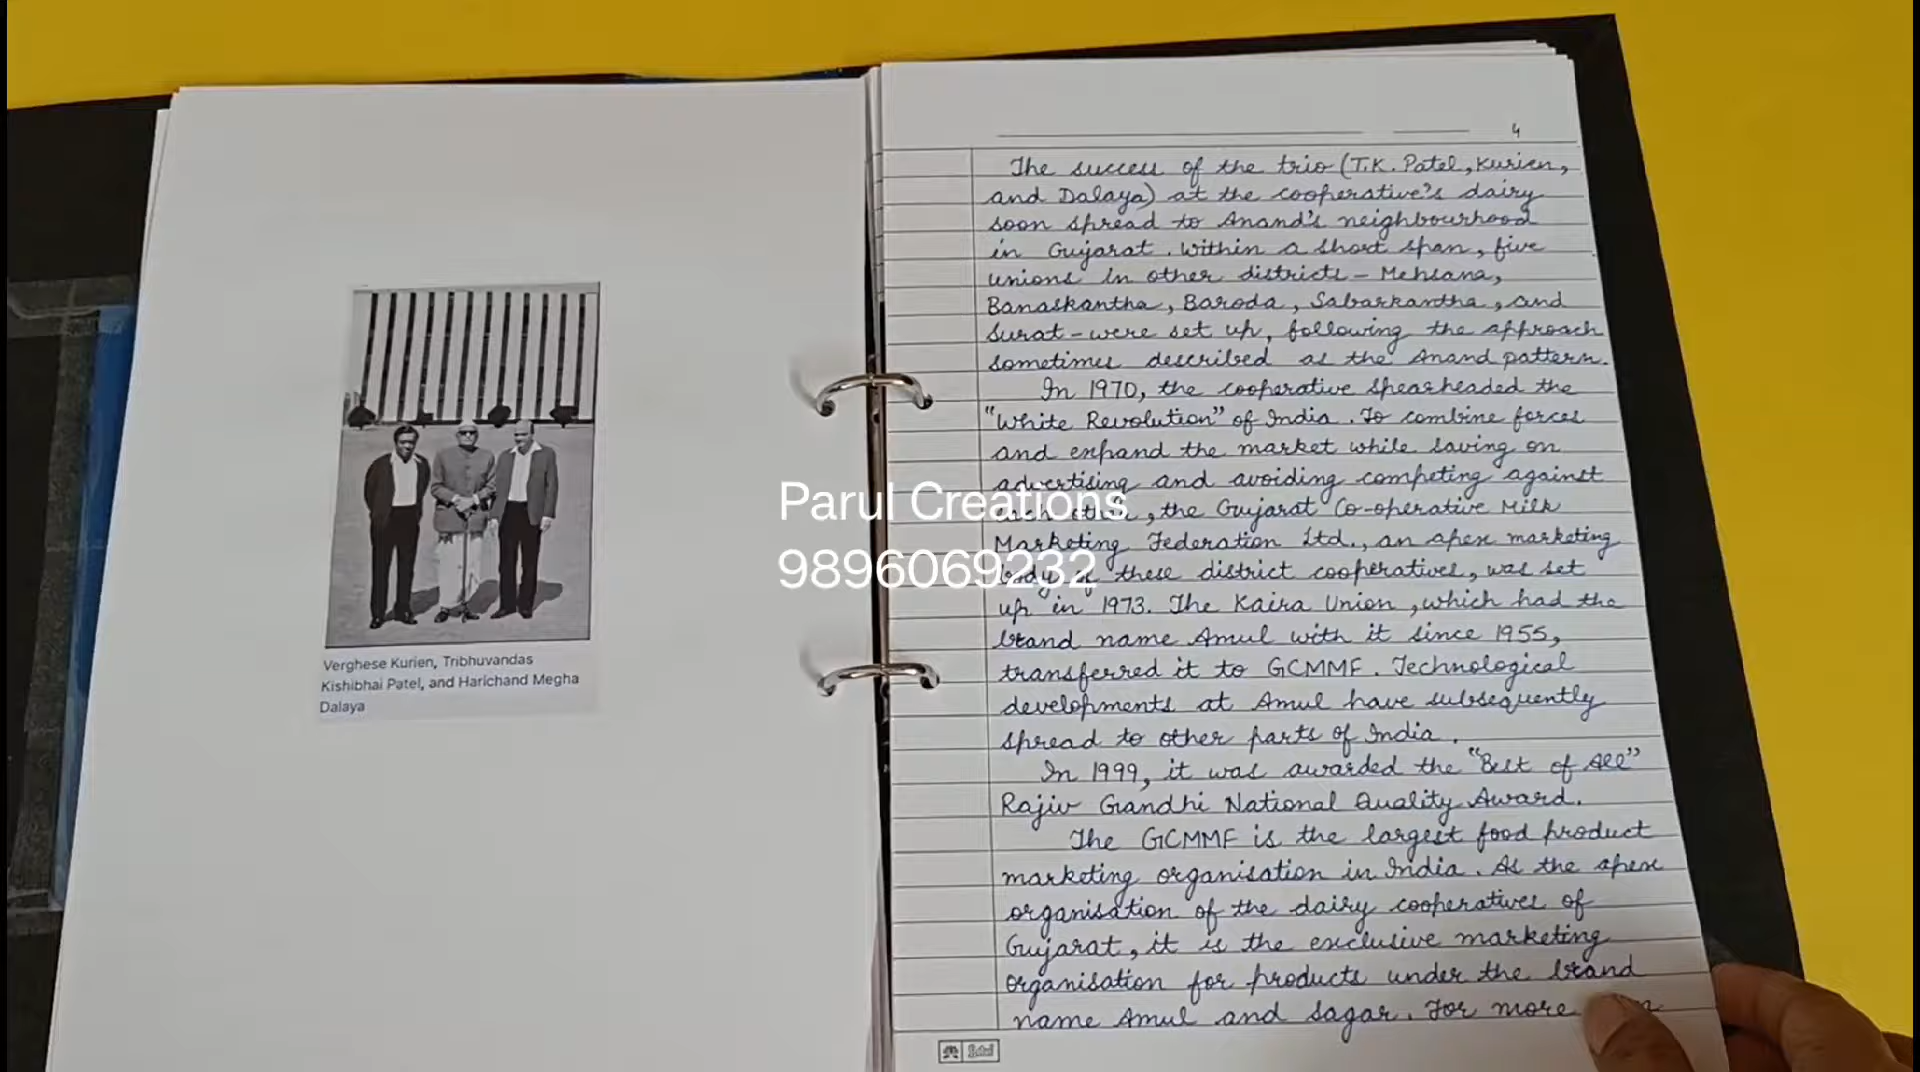 Verghese Kurien, Tribhuvandas
Kishibhai Patel, and Harichand Megha
Dalaya
4
The success of the trio (T.K. Patel, Kurien,
and Dalaya) at the cooperative's dairy
soon spread to Anand's neighbourhood
in Gujarat. Within a short span, five
unions in other districts – Mehsana,
Banaskantha, Baroda, Sabarkantha, and
Surat – were set up, following the approach
sometimes described as the Anand pattern.
In 1970, the cooperative spearheaded the
"White Revolution" of India. To combine forces
and expand the market while saving on
advertising and avoiding competing against
each other, the Gujarat Co-operative Milk
Marketing Federation Ltd., an apex marketing
body of these district cooperatives, was set
up in 1973. The Kaira Union, which had the
brand name Amul with it since 1955,
transferred it to GCMMF. Technological
developments at Amul have subsequently
spread to other parts of India.
In 1999, it was awarded the "Best of All"
Rajiv Gandhi National Quality Award.
The GCMMF is the largest food product
marketing organisation in India. As the apex
organisation of the dairy cooperatives of
Gujarat, it is the exclusive marketing
organisation for products under the brand
name Amul and Sagar. For more
Parul Creations
9896069232